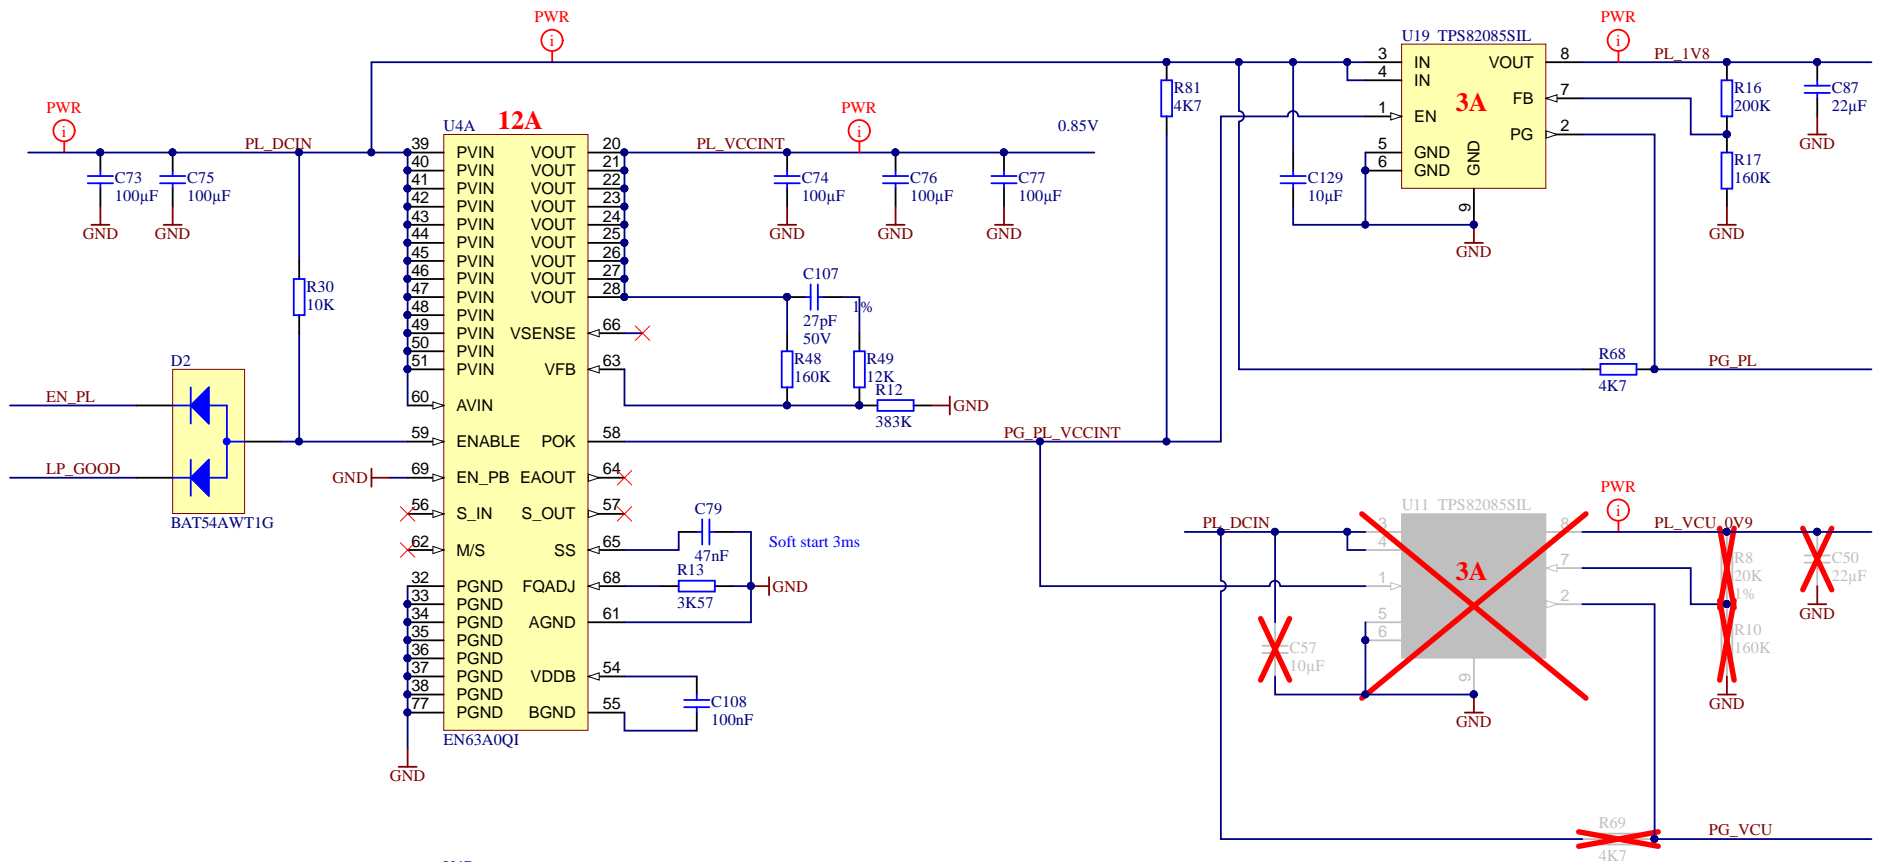 PWR
i
PWR
i
U19 TPS82085SIL
3 IN VOUT 8 PL_1V8
4 IN
R81
4K7
3A
FB 7
R16
200K
C87
22µF
GND
1 EN
PG 2
5 GND
6 GND
GND
9
GND
C129
10µF
R17
160K
GND
PWR
i
PL_DCIN
C73
100µF
GND
C75
100µF
GND
U4A 12A
PWR
i
PL_VCCINT
0.85V
C74
100µF
GND
C76
100µF
GND
C77
100µF
GND
39 PVIN VOUT 20
40 PVIN VOUT 21
41 PVIN VOUT 22
42 PVIN VOUT 23
43 PVIN VOUT 24
44 PVIN VOUT 25
45 PVIN VOUT 26
46 PVIN VOUT 27
47 PVIN VOUT 28
48 PVIN
49 PVIN VSENSE 66
50 PVIN
51 PVIN VFB 63
60 AVIN
59 ENABLE POK 58
69 EN_PB EAOUT 64
56 S_IN S_OUT 57
62 M/S SS 65
32 PGND FQADJ 68
33 PGND
34 PGND AGND 61
35 PGND
36 PGND
37 PGND VDDB 54
38 PGND
77 PGND BGND 55
EN63A0QI
GND
R30
10K
D2
EN_PL
LP_GOOD
BAT54AWT1G
GND
C107
27pF
50V
1%
R48
160K
R49
12K
R12
383K
GND
PG_PL_VCCINT
C79
47nF
Soft start 3ms
R13
3K57
GND
C108
100nF
R68
4K7
PG_PL
PL_DCIN
U11 TPS82085SIL
PWR
i
PL_VCU_0V9
3
4
1
5
6
3A
8
7
2
9
GND
C57
10µF
R8
20K
1%
R10
160K
GND
C50
22µF
GND
R69
4K7
PG_VCU